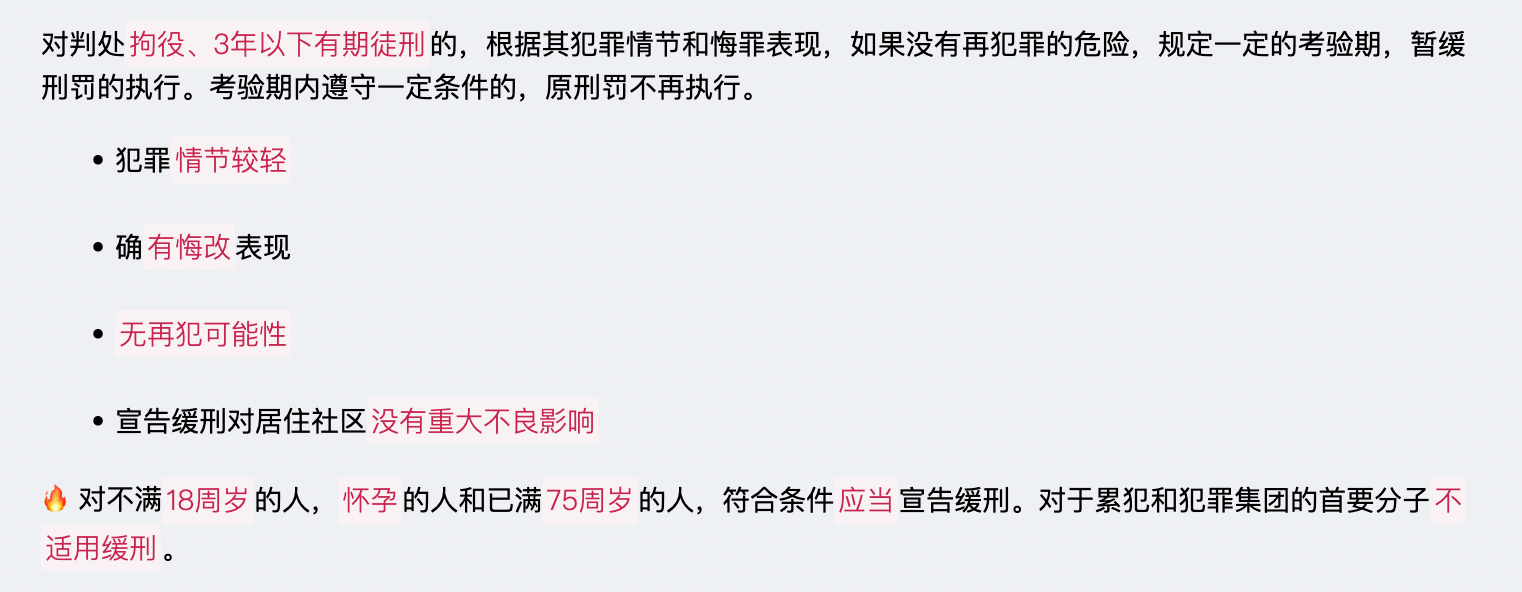 对判处拘役、3年以下有期徒刑的，根据其犯罪情节和悔罪表现，如果没有再犯罪的危险，规定一定的考验期，暂缓
刑罚的执行。考验期内遵守一定条件的，原刑罚不再执行。
• 犯罪情节较轻
• 确有悔改表现
• 无再犯可能性
• 宣告缓刑对居住社区没有重大不良影响
🔥 对不满18周岁的人，怀孕的人和已满75周岁的人，符合条件应当宣告缓刑。对于累犯和犯罪集团的首要分子不
适用缓刑。